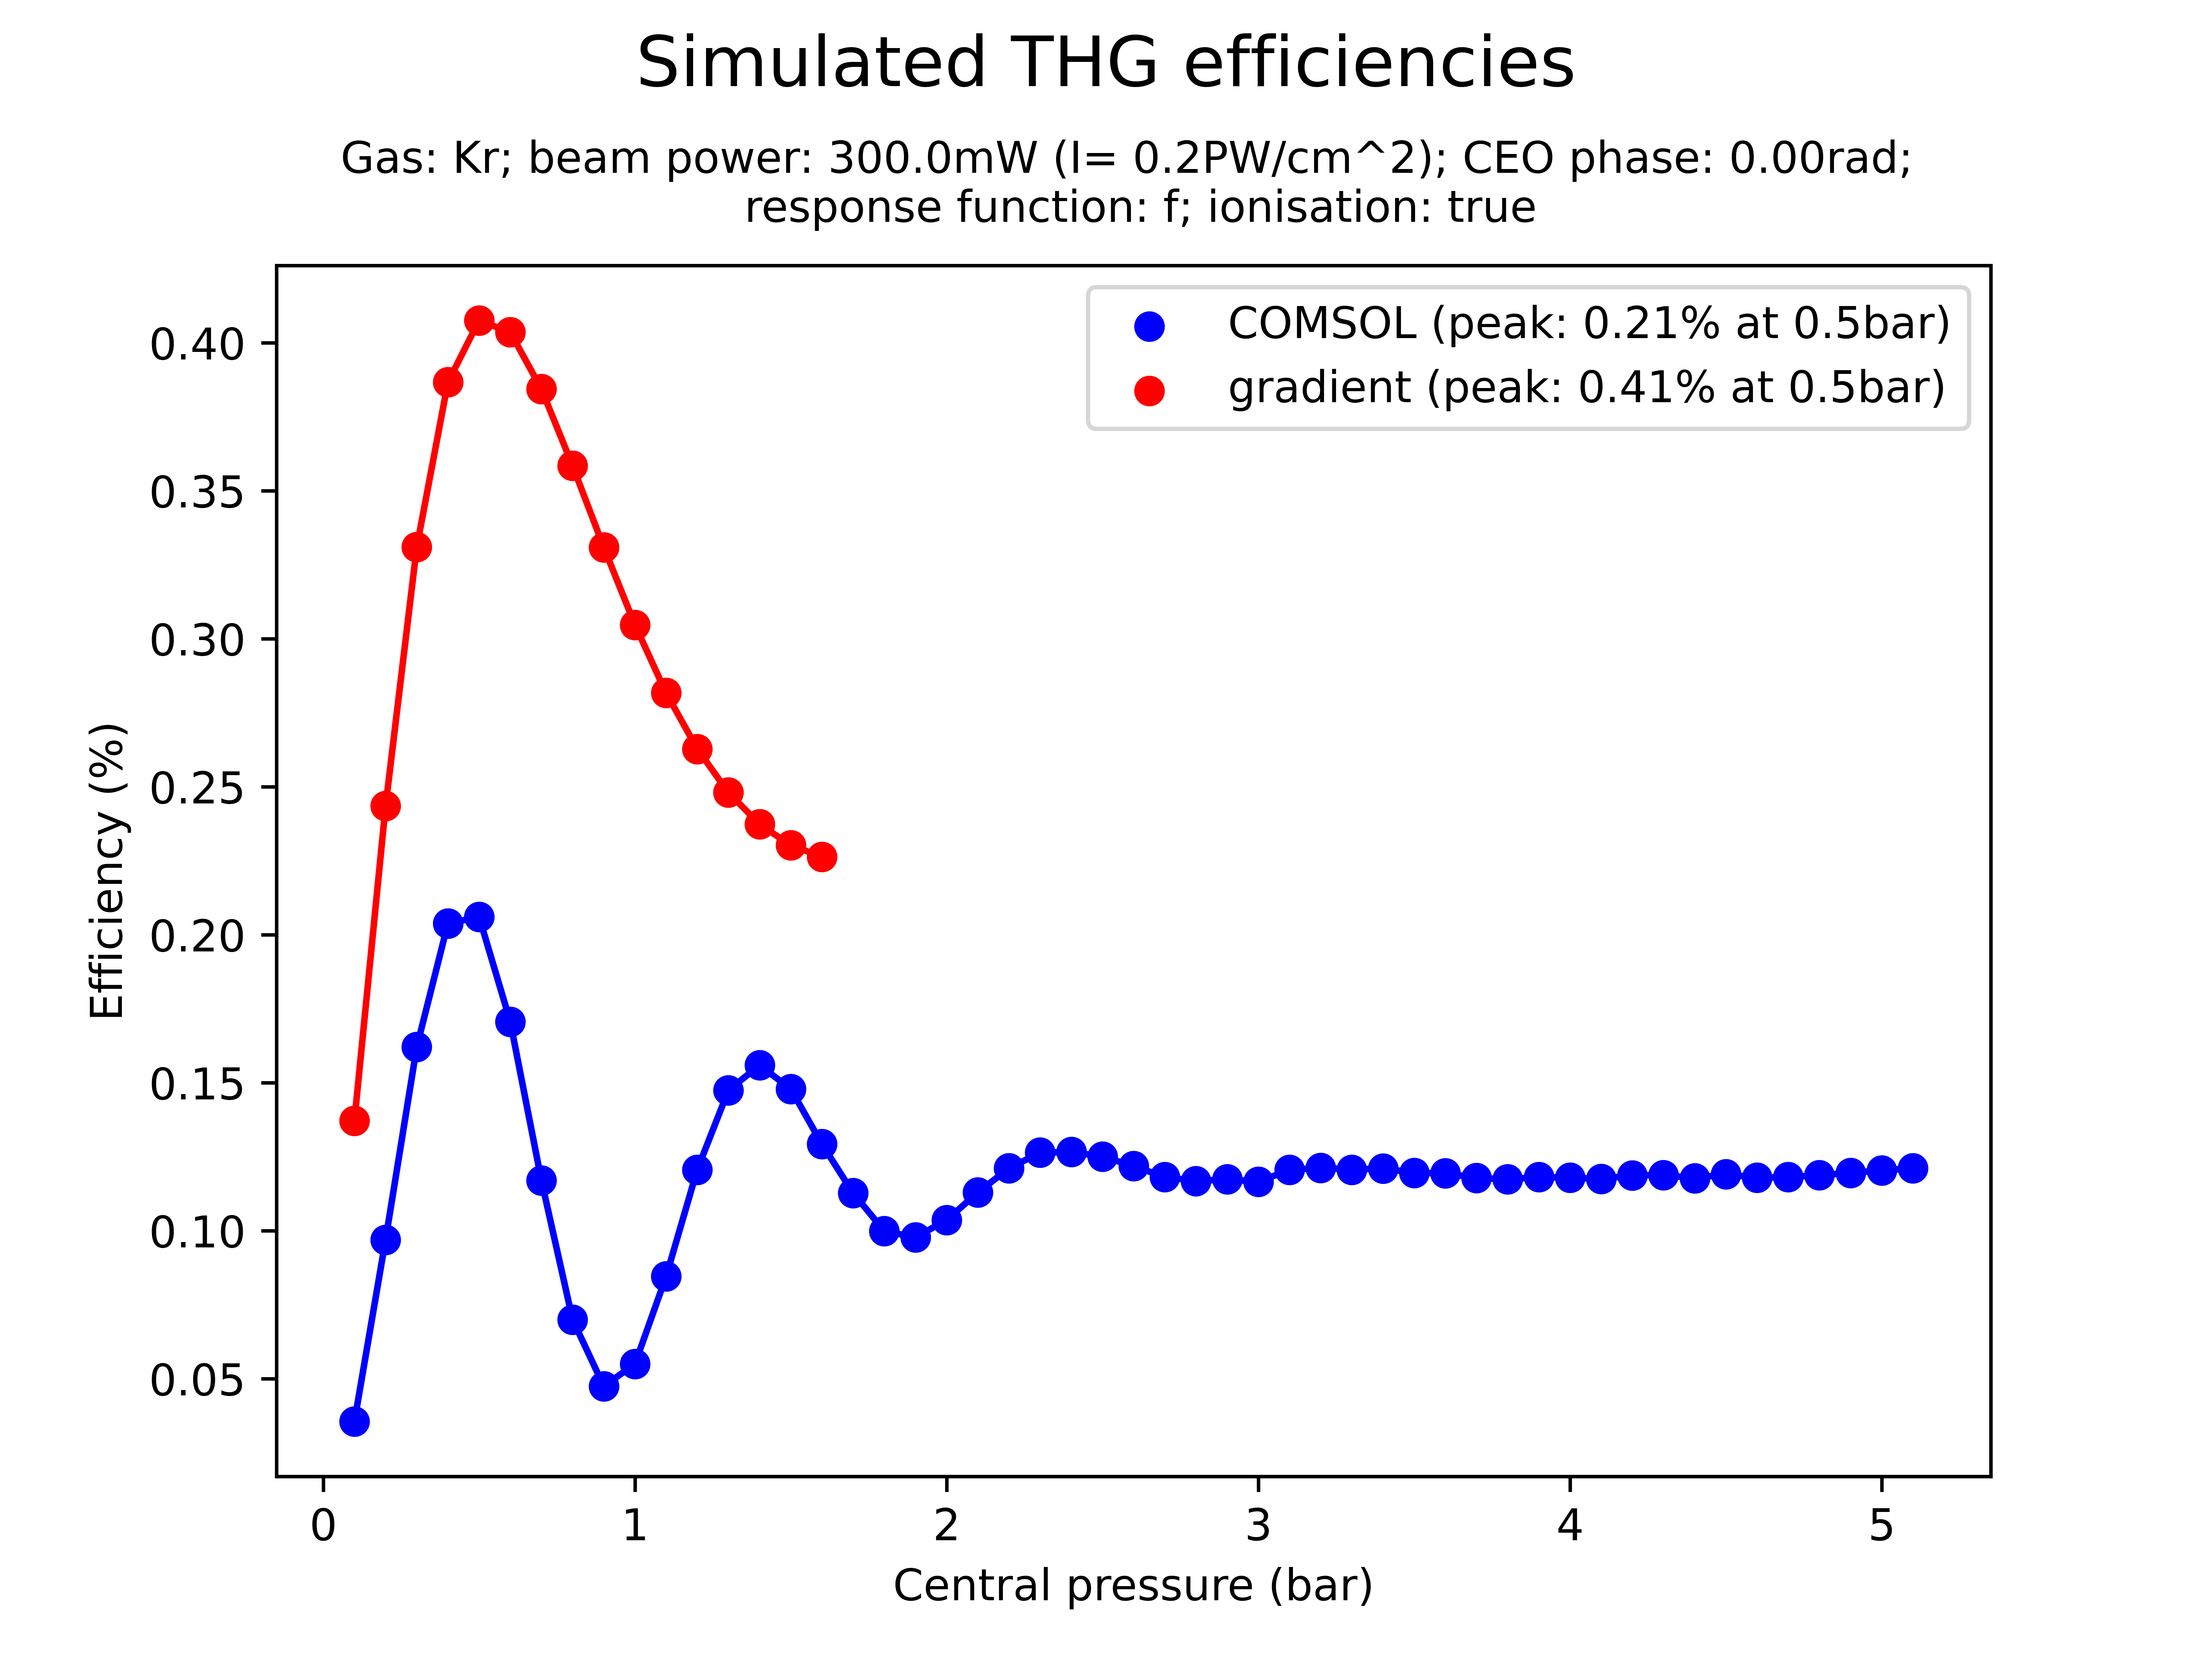 Simulated THG efficiencies
Gas: Kr; beam power: 300.0mW (I= 0.2PW/cm^2); CEO phase: 0.00rad;
response function: f; ionisation: true
COMSOL (peak: 0.21% at 0.5bar)
gradient (peak: 0.41% at 0.5bar)
Efficiency (%)
0.40
0.35
0.30
0.25
0.20
0.15
0.10
0.05
0 1 2 3 4 5
Central pressure (bar)